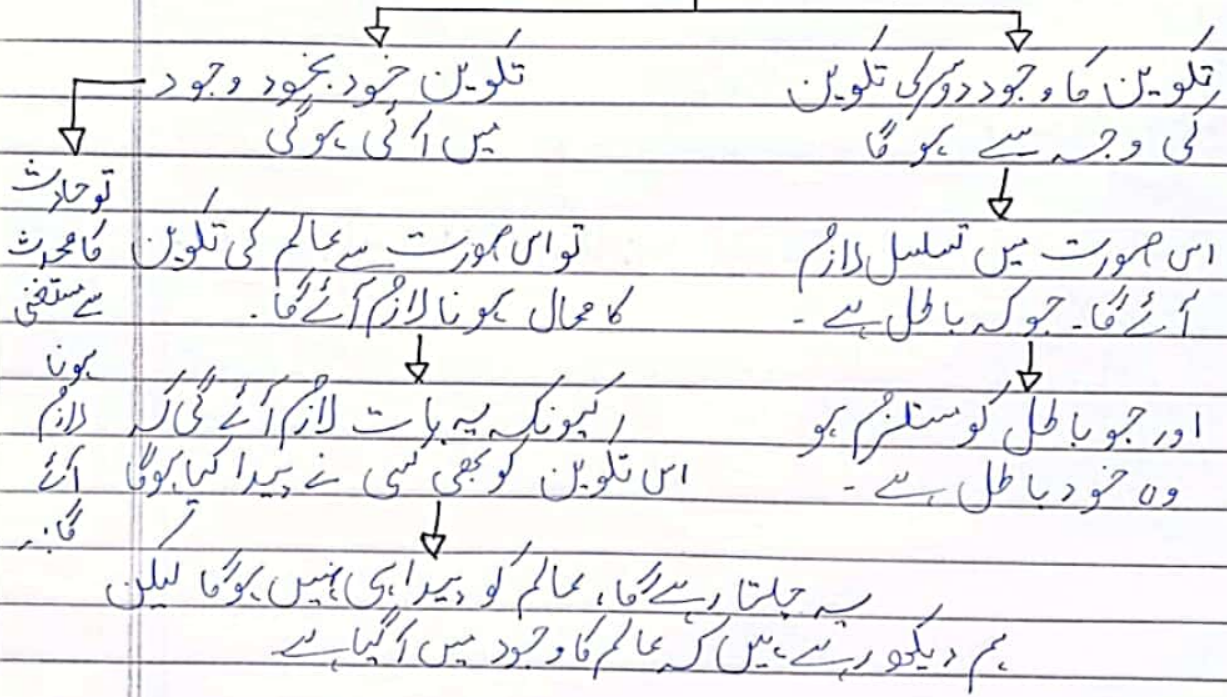 تکوین کا وجود دوسرکی تکوین
کی وجہ سے ہو گا
اس صورت میں تسلسل لازم
آئے گا۔ جوکہ باطل ہے۔
اور جو باطل کو مستلزم ہو
وہ خود باطل ہے۔
تکوین خود بخود وجود
میں آئی ہوگی
تو اس صورت سے عالم کی تکوین
کا محال ہونا لازم آئے گا۔
کیونکہ یہ بات لازم آئے گی کہ
اس تکوین کو بھی کسی نے پیدا کیا ہوگا
یہ چلتا رہے گا، عالم کو پیدا ہی نہیں ہوگا لیکن
ہم دیکھ رہے ہیں کہ عالم کا وجود میں آگیا ہے
تو حادث
کا محدث
سے مستغنی
ہونا
لازم
آئے
گا۔